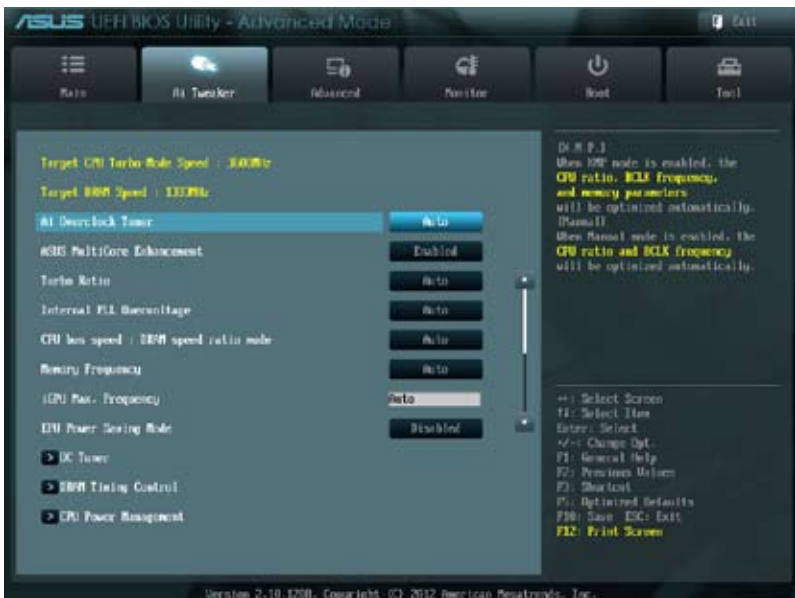 ASUS UEFI BIOS Utility - Advanced Mode
Exit
Main
Ai Tweaker
Advanced
Monitor
Boot
Tool
Target CPU Turbo-Mode Speed : MHz
Target DRAM Speed : 1333MHz
Ai Overclock Tuner
Auto
ASUS MultiCore Enhancement
Enabled
Turbo Ratio
Auto
Internal PLL Overvoltage
Auto
CPU bus speed : DRAM speed ratio mode
Auto
Memory Frequency
Auto
iGPU Max. Frequency
Auto
EPU Power Saving Mode
Disabled
> OC Tuner
> DRAM Timing Control
> CPU Power Management
[X.M.P.]
When XMP mode is enabled, the
CPU ratio, BCLK frequency,
and memory parameters
will be optimized automatically.
[Manual]
When Manual mode is enabled, the
CPU ratio and BCLK frequency
will be optimized automatically.
: Select Screen
: Select Item
Enter: Select
+/-: Change Opt.
F1: General Help
F2: Previous Values
F3: Shortcut
F5: Optimized Defaults
F10: Save ESC: Exit
F12: Print Screen
Version 2.10.1208. Copyright (C) 2012 American Megatrends, Inc.